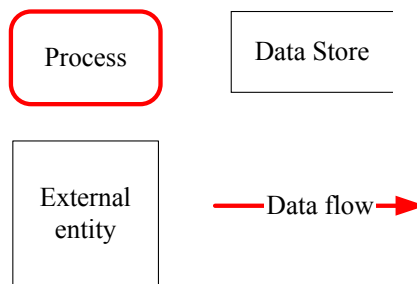 Process
Data Store
External
entity
Data flow